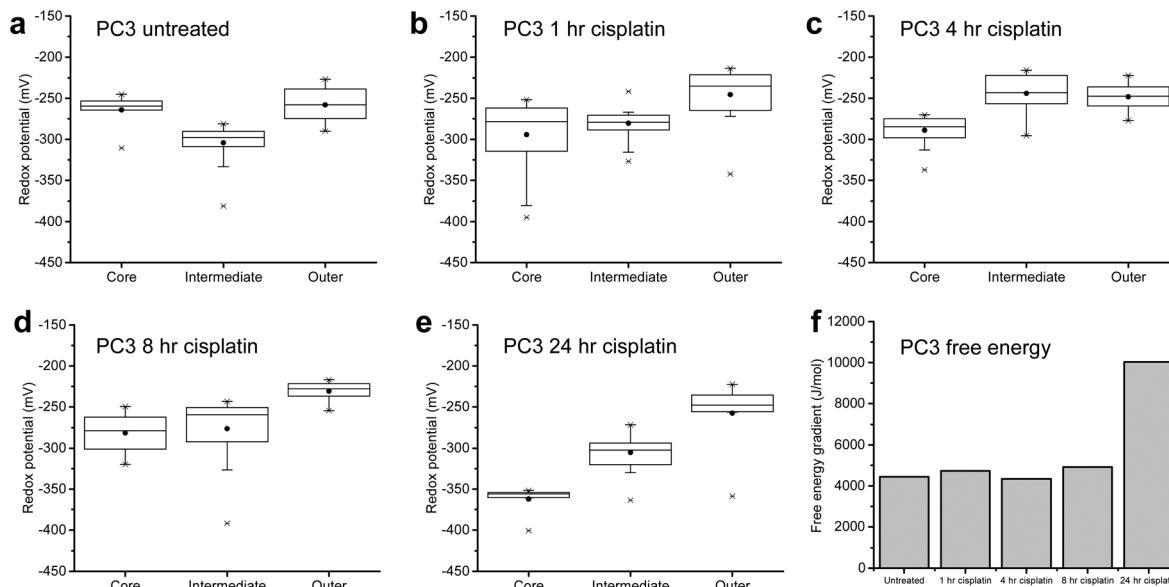 a
PC3 untreated
Redox potential (mV)
-150
-200
-250
-300
-350
-400
-450
Core Intermediate Outer
b
PC3 1 hr cisplatin
Redox potential (mV)
-150
-200
-250
-300
-350
-400
-450
Core Intermediate Outer
c
PC3 4 hr cisplatin
Redox potential (mV)
-150
-200
-250
-300
-350
-400
-450
Core Intermediate Outer
d
PC3 8 hr cisplatin
Redox potential (mV)
-150
-200
-250
-300
-350
-400
-450
Core Intermediate Outer
e
PC3 24 hr cisplatin
Redox potential (mV)
-150
-200
-250
-300
-350
-400
-450
Core Intermediate Outer
f
PC3 free energy
Free energy gradient (J/mol)
12000
10000
8000
6000
4000
2000
0
Untreated 1 hr cisplatin 4 hr cisplatin 8 hr cisplatin 24 hr cisplatin